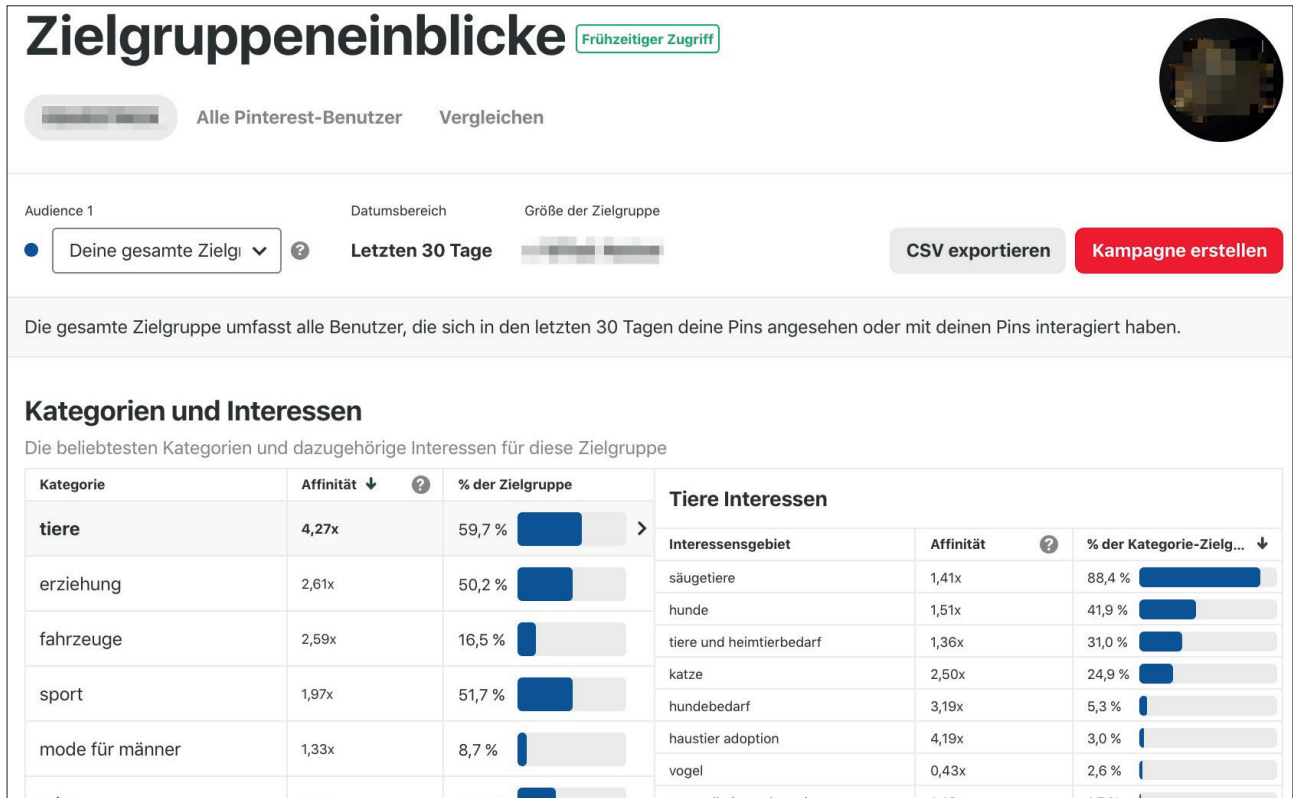 Zielgruppeneinblicke Frühzeitiger Zugriff
Alle Pinterest-Benutzer Vergleichen
Audience 1 Datumsbereich Größe der Zielgruppe
Deine gesamte Zielgr Letzten 30 Tage CSV exportieren Kampagne erstellen
Die gesamte Zielgruppe umfasst alle Benutzer, die sich in den letzten 30 Tagen deine Pins angesehen oder mit deinen Pins interagiert haben.
Kategorien und Interessen
Die beliebtesten Kategorien und dazugehörige Interessen für diese Zielgruppe
Kategorie Affinität % der Zielgruppe
tiere 4,27x 59,7 %
erziehung 2,61x 50,2 %
fahrzeuge 2,59x 16,5 %
sport 1,97x 51,7 %
mode für männer 1,33x 8,7 %
Tiere Interessen
Interessensgebiet Affinität % der Kategorie-Zielg...
säugetiere 1,41x 88,4 %
hunde 1,51x 41,9 %
tiere und heimtierbedarf 1,36x 31,0 %
katze 2,50x 24,9 %
hundebedarf 3,19x 5,3 %
haustier adoption 4,19x 3,0 %
vogel 0,43x 2,6 %